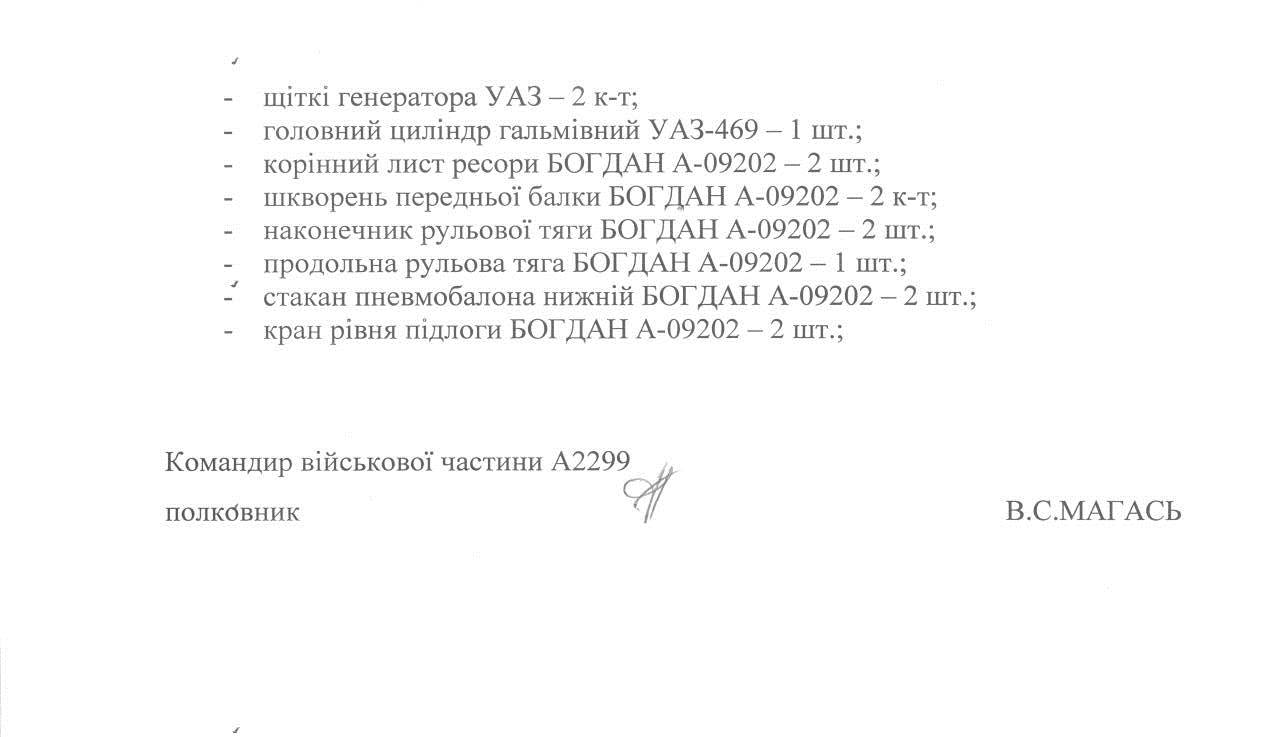 - щіткі генератора УАЗ – 2 к-т;
- головний циліндр гальмівний УАЗ-469 – 1 шт.;
- корінний лист ресори БОГДАН А-09202 – 2 шт.;
- шкворень передньої балки БОГДАН А-09202 – 2 к-т;
- наконечник рульової тяги БОГДАН А-09202 – 2 шт.;
- продольна рульова тяга БОГДАН А-09202 – 1 шт.;
- стакан пневмобалона нижній БОГДАН А-09202 – 2 шт.;
- кран рівня підлоги БОГДАН А-09202 – 2 шт.;
Командир військової частини А2299
полковник В.С.МАГАСЬ